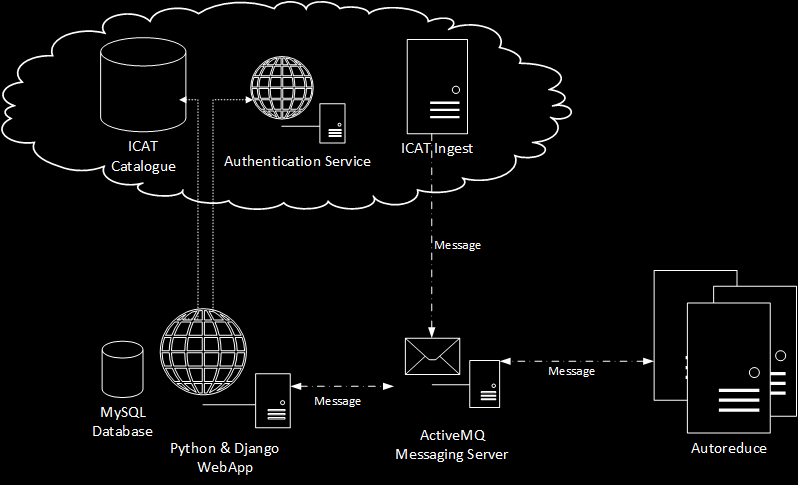 ICAT
Catalogue
Authentication Service
ICAT Ingest
Message
MySQL
Database
Python & Django
WebApp
Message
ActiveMQ
Messaging Server
Message
Autoreduce